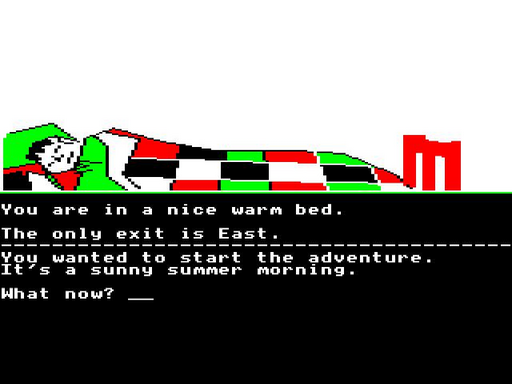 You are in a nice warm bed.
The only exit is East.
You wanted to start the adventure.
It's a sunny summer morning.
What now? __